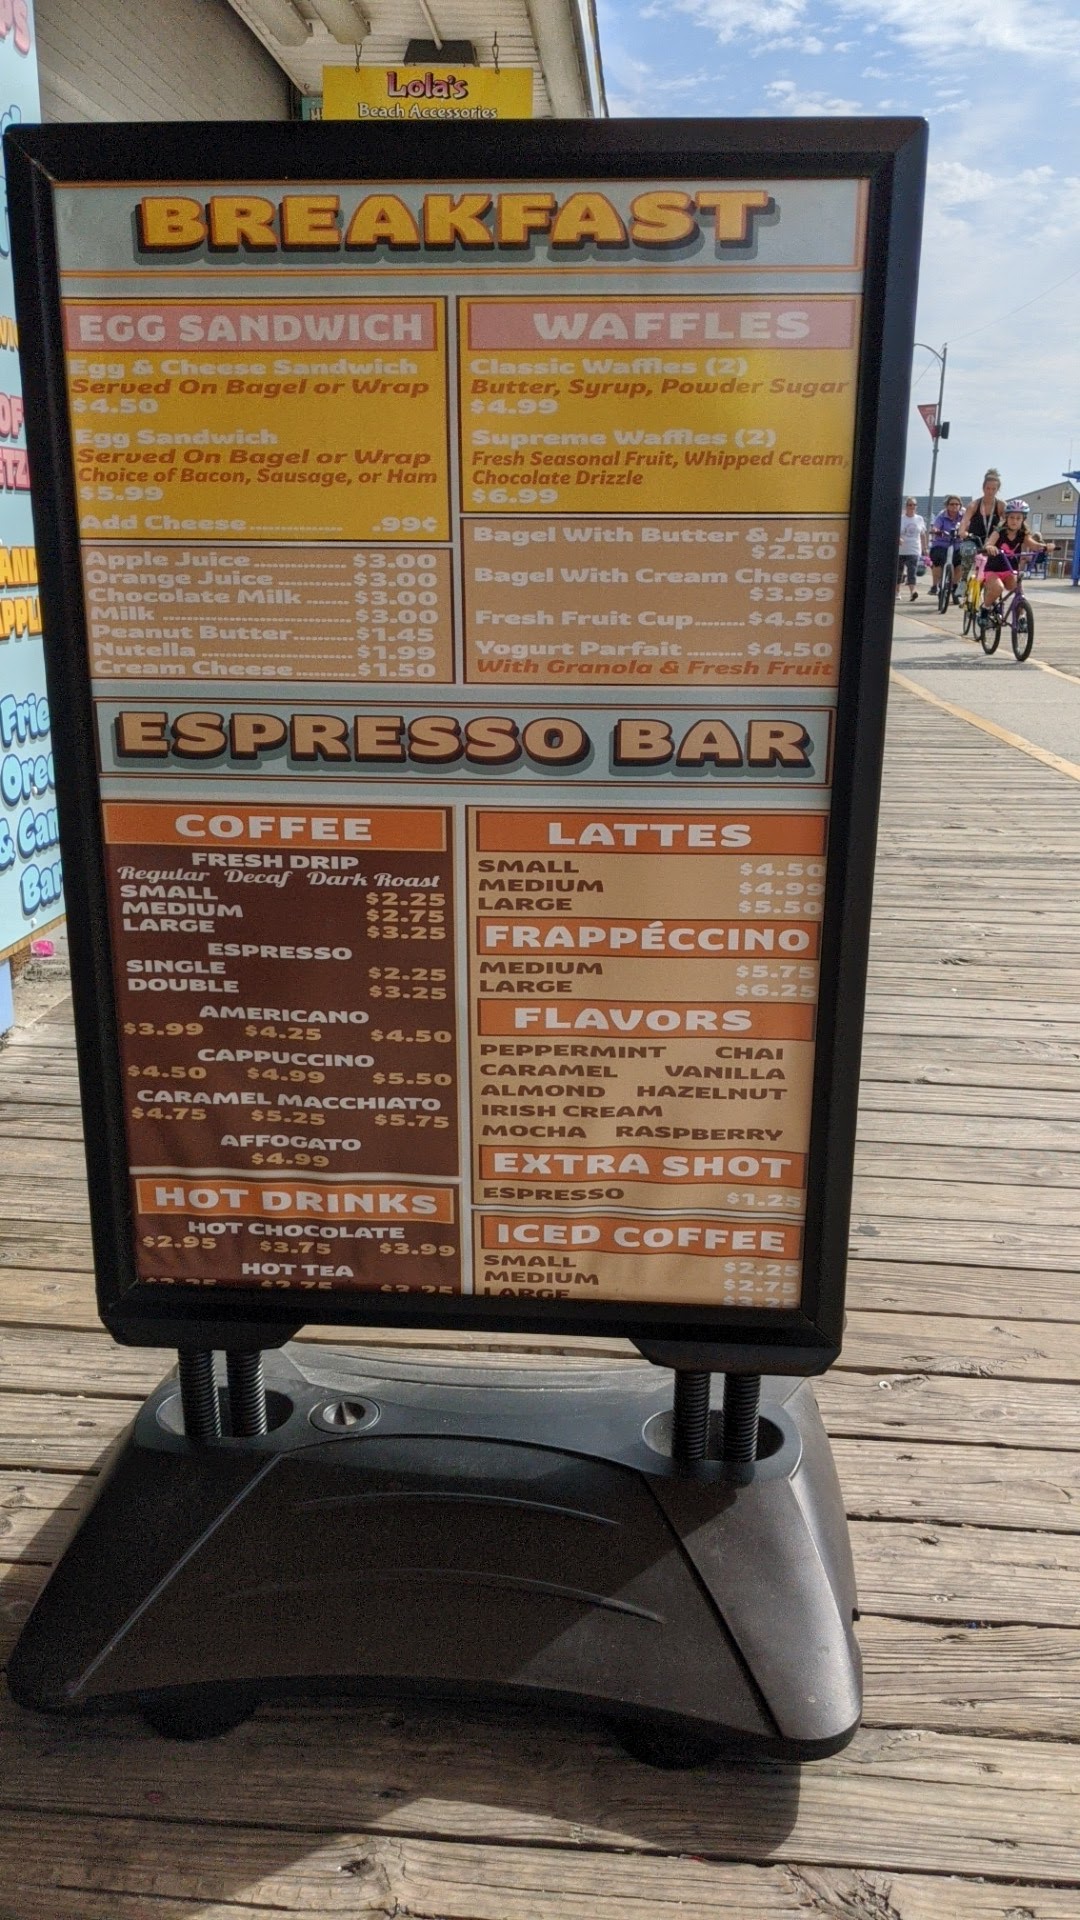 Lola's
Beach Accessories
BREAKFAST
EGG SANDWICH
Egg & Cheese Sandwich
Served On Bagel or Wrap
$4.50
Egg Sandwich
Served On Bagel or Wrap
Choice of Bacon, Sausage, or Ham
$5.99
Add Cheese .99¢
Apple Juice $3.00
Orange Juice $3.00
Chocolate Milk $3.00
Milk $3.00
Peanut Butter $1.45
Nutella $1.99
Cream Cheese $1.50
WAFFLES
Classic Waffles (2)
Butter, Syrup, Powder Sugar
$4.99
Supreme Waffles (2)
Fresh Seasonal Fruit, Whipped Cream,
Chocolate Drizzle
$6.99
Bagel With Butter & Jam
$2.50
Bagel With Cream Cheese
$3.99
Fresh Fruit Cup $4.50
Yogurt Parfait $4.50
With Granola & Fresh Fruit
ESPRESSO BAR
COFFEE
FRESH DRIP
Regular Decaf Dark Roast
SMALL $2.25
MEDIUM $2.75
LARGE $3.25
ESPRESSO
SINGLE $2.25
DOUBLE $3.25
AMERICANO
$3.99 $4.25 $4.50
CAPPUCCINO
$4.50 $4.99 $5.50
CARAMEL MACCHIATO
$4.75 $5.25 $5.75
AFFOGATO
$4.99
HOT DRINKS
HOT CHOCOLATE
$2.95 $3.75 $3.99
HOT TEA
$2.75 $3.25
LATTES
SMALL $4.50
MEDIUM $4.99
LARGE $5.50
FRAPPÉCCINO
MEDIUM $5.75
LARGE $6.25
FLAVORS
PEPPERMINT CHAI
CARAMEL VANILLA
ALMOND HAZELNUT
IRISH CREAM
MOCHA RASPBERRY
EXTRA SHOT
ESPRESSO $1.25
ICED COFFEE
SMALL $2.25
MEDIUM $2.75
LARGE